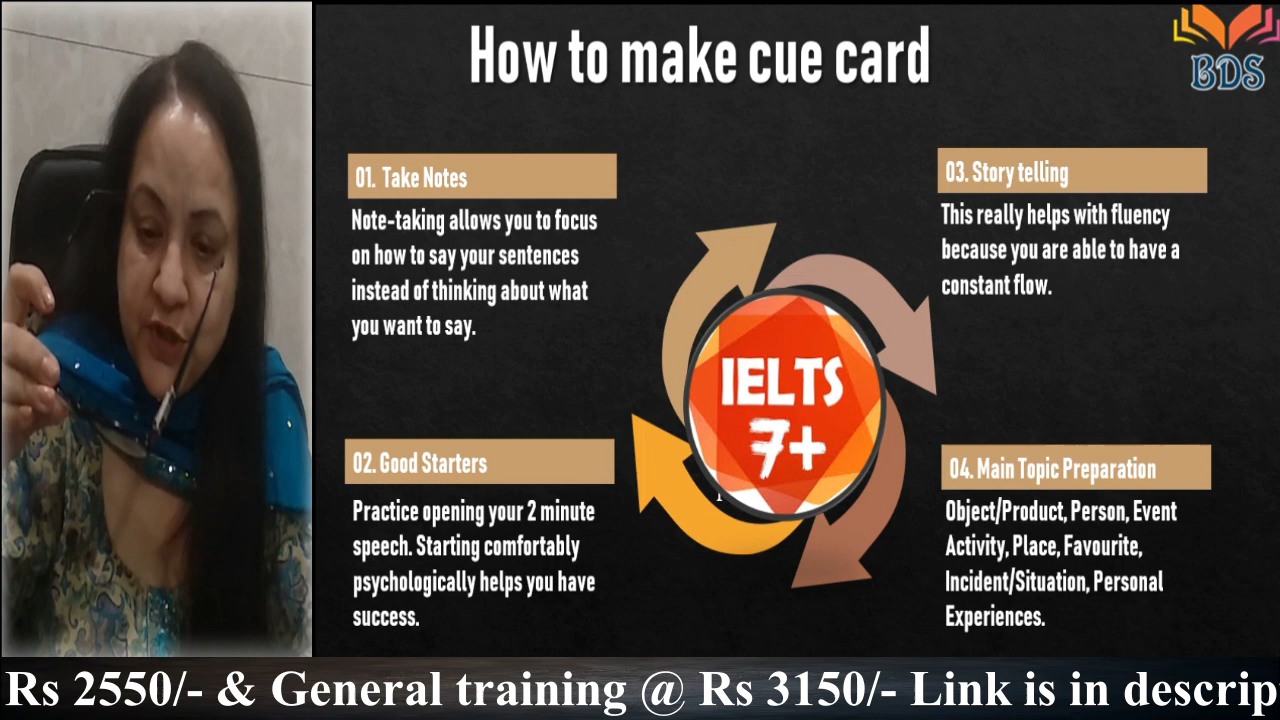 How to make cue card
BDS
01. Take Notes
Note-taking allows you to focus
on how to say your sentences
instead of thinking about what
you want to say.
02. Good Starters
Practice opening your 2 minute
speech. Starting comfortably
psychologically helps you have
success.
03. Story telling
This really helps with fluency
because you are able to have a
constant flow.
04. Main Topic Preparation
Object/Product, Person, Event
Activity, Place, Favourite,
Incident/Situation, Personal
Experiences.
IELTS
7+
Rs 2550/- & General training @ Rs 3150/- Link is in descrip